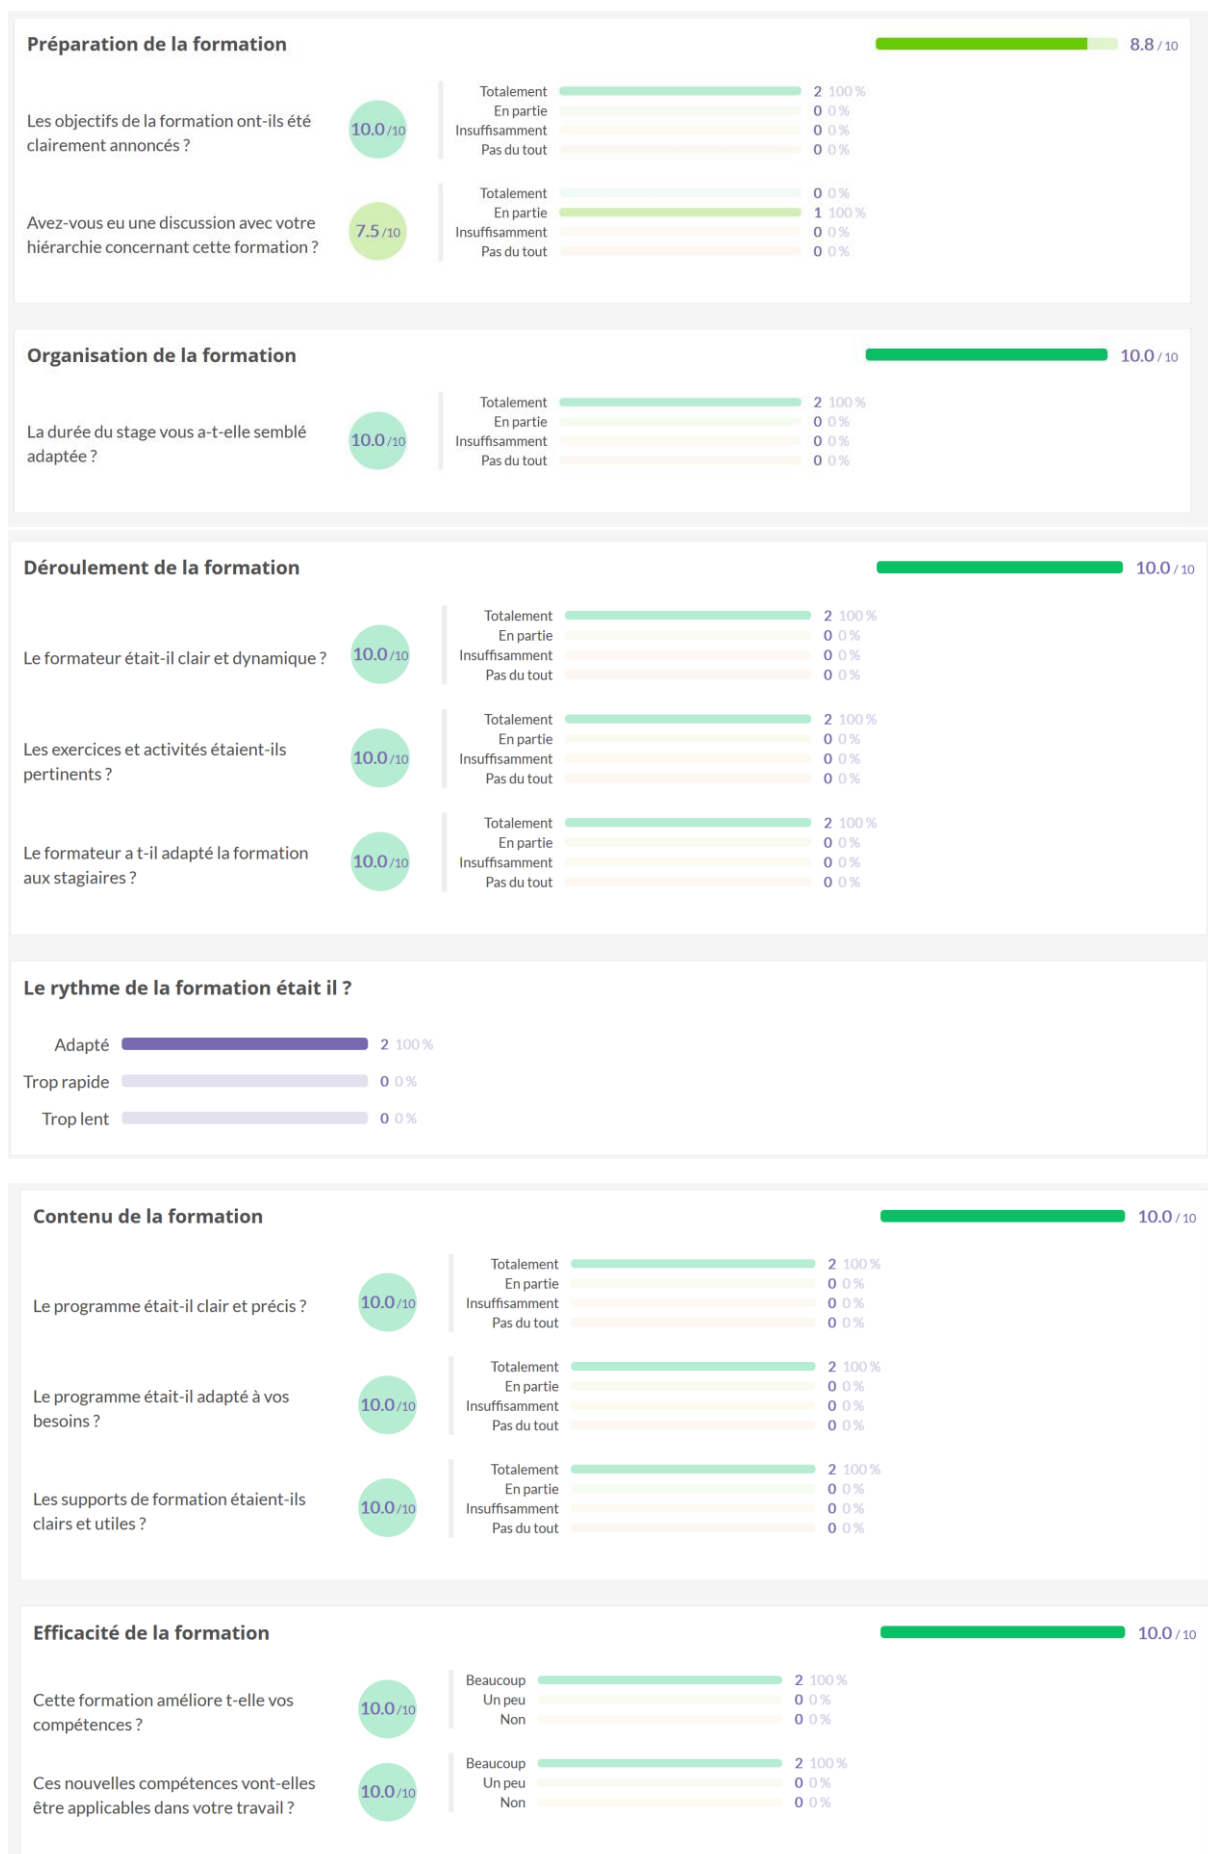 Préparation de la formation
8.8 / 10
Les objectifs de la formation ont-ils été
clairement annoncés ?
10.0 /10
Totalement 2 100 %
En partie 0 0 %
Insuffisamment 0 0 %
Pas du tout 0 0 %
Avez-vous eu une discussion avec votre
hiérarchie concernant cette formation ?
7.5 /10
Totalement 0 0 %
En partie 1 100 %
Insuffisamment 0 0 %
Pas du tout 0 0 %
Organisation de la formation
10.0 / 10
La durée du stage vous a-t-elle semblé
adaptée ?
10.0 /10
Totalement 2 100 %
En partie 0 0 %
Insuffisamment 0 0 %
Pas du tout 0 0 %
Déroulement de la formation
10.0 / 10
Le formateur était-il clair et dynamique ?
10.0 /10
Totalement 2 100 %
En partie 0 0 %
Insuffisamment 0 0 %
Pas du tout 0 0 %
Les exercices et activités étaient-ils
pertinents ?
10.0 /10
Totalement 2 100 %
En partie 0 0 %
Insuffisamment 0 0 %
Pas du tout 0 0 %
Le formateur a t-il adapté la formation
aux stagiaires ?
10.0 /10
Totalement 2 100 %
En partie 0 0 %
Insuffisamment 0 0 %
Pas du tout 0 0 %
Le rythme de la formation était il ?
Adapté 2 100 %
Trop rapide 0 0 %
Trop lent 0 0 %
Contenu de la formation
10.0 / 10
Le programme était-il clair et précis ?
10.0 /10
Totalement 2 100 %
En partie 0 0 %
Insuffisamment 0 0 %
Pas du tout 0 0 %
Le programme était-il adapté à vos
besoins ?
10.0 /10
Totalement 2 100 %
En partie 0 0 %
Insuffisamment 0 0 %
Pas du tout 0 0 %
Les supports de formation étaient-ils
clairs et utiles ?
10.0 /10
Totalement 2 100 %
En partie 0 0 %
Insuffisamment 0 0 %
Pas du tout 0 0 %
Efficacité de la formation
10.0 / 10
Cette formation améliore t-elle vos
compétences ?
10.0 /10
Beaucoup 2 100 %
Un peu 0 0 %
Non 0 0 %
Ces nouvelles compétences vont-elles
être applicables dans votre travail ?
10.0 /10
Beaucoup 2 100 %
Un peu 0 0 %
Non 0 0 %